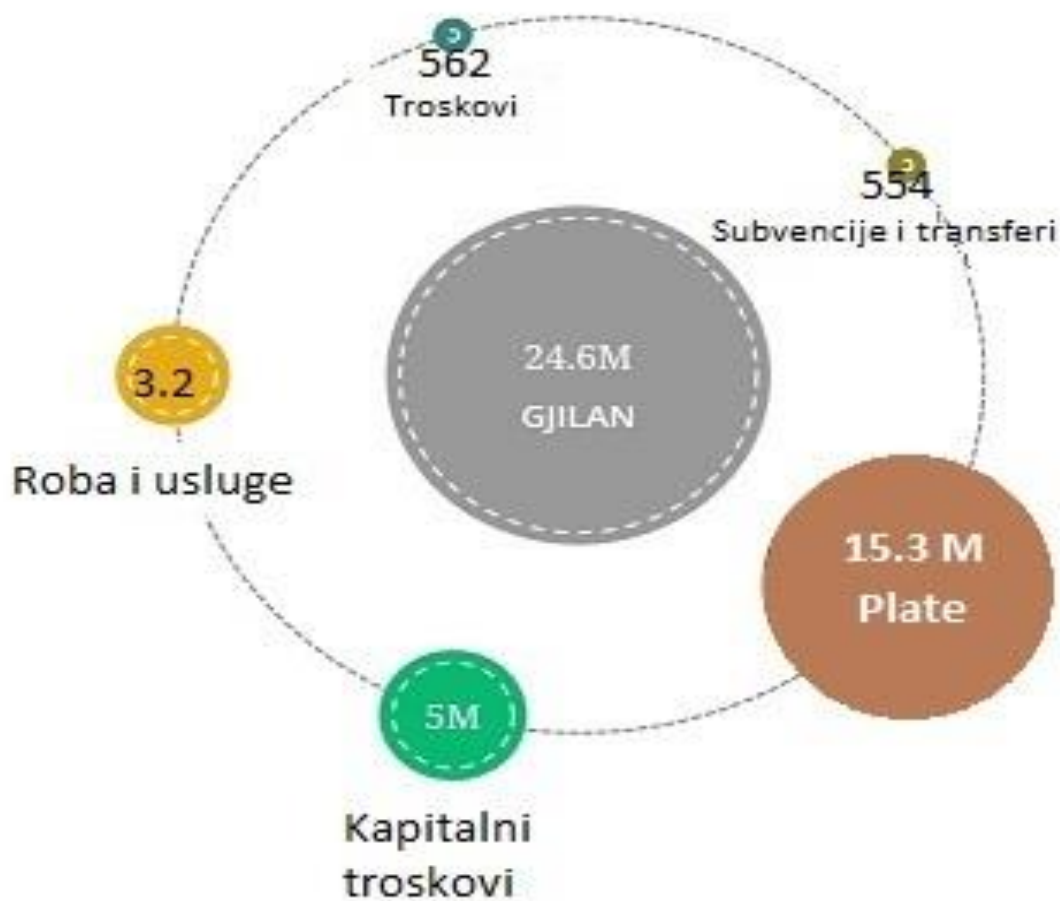 562
Troskovi
554
Subvencije i transferi
24.6M
GJILAN
3.2
Roba i usluge
15.3 M
Plate
5M
Kapitalni
troskovi